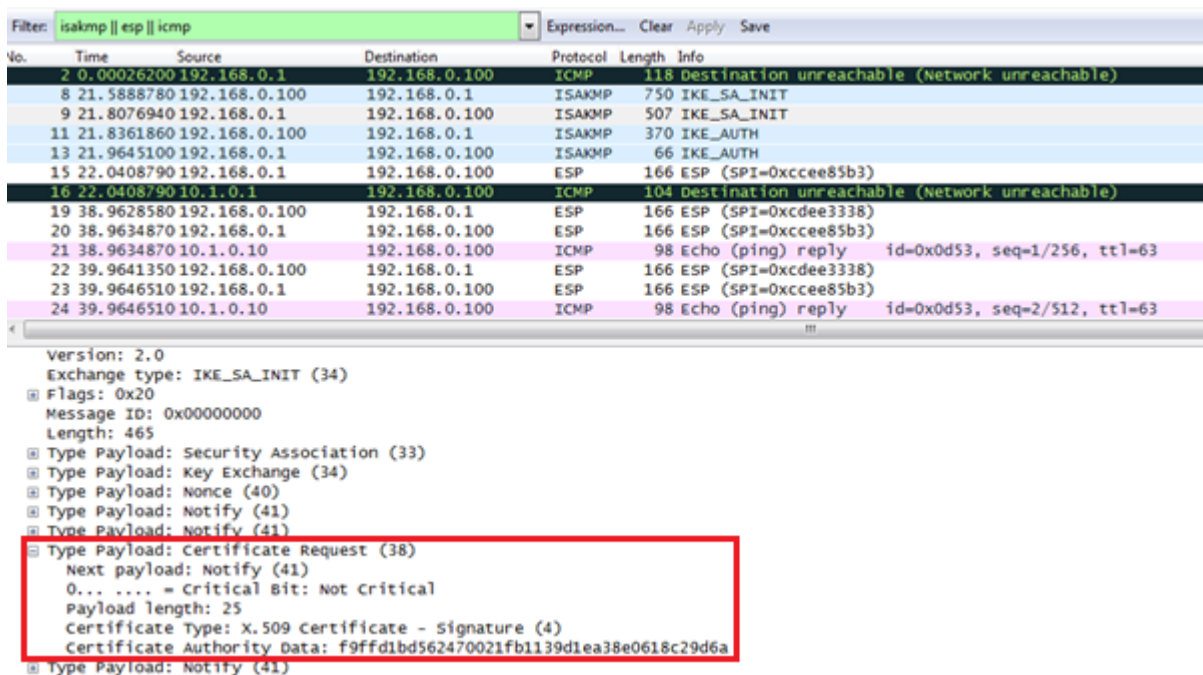 Filter: isakmp || esp || icmp Expression... Clear Apply Save
No. Time Source Destination Protocol Length Info
2 0.00026200 192.168.0.1 192.168.0.100 ICMP 118 Destination unreachable (Network unreachable)
8 21.5888780 192.168.0.100 192.168.0.1 ISAKMP 750 IKE_SA_INIT
9 21.8076940 192.168.0.1 192.168.0.100 ISAKMP 507 IKE_SA_INIT
11 21.8361860 192.168.0.100 192.168.0.1 ISAKMP 370 IKE_AUTH
13 21.9645100 192.168.0.1 192.168.0.100 ISAKMP 66 IKE_AUTH
15 22.0408790 192.168.0.1 192.168.0.100 ESP 166 ESP (SPI=0xccee85b3)
16 22.0408790 10.1.0.1 192.168.0.100 ICMP 104 Destination unreachable (Network unreachable)
19 38.9628580 192.168.0.100 192.168.0.1 ESP 166 ESP (SPI=0xcdee3338)
20 38.9634870 192.168.0.1 192.168.0.100 ESP 166 ESP (SPI=0xccee85b3)
21 38.9634870 10.1.0.10 192.168.0.100 ICMP 98 Echo (ping) reply id=0x0d53, seq=1/256, ttl=63
22 39.9641350 192.168.0.100 192.168.0.1 ESP 166 ESP (SPI=0xcdee3338)
23 39.9646510 192.168.0.1 192.168.0.100 ESP 166 ESP (SPI=0xccee85b3)
24 39.9646510 10.1.0.10 192.168.0.100 ICMP 98 Echo (ping) reply id=0x0d53, seq=2/512, ttl=63
Version: 2.0
Exchange type: IKE_SA_INIT (34)
Flags: 0x20
Message ID: 0x00000000
Length: 465
Type Payload: Security Association (33)
Type Payload: Key Exchange (34)
Type Payload: Nonce (40)
Type Payload: Notify (41)
Type Payload: Notify (41)
Type Payload: Certificate Request (38)
Next payload: Notify (41)
0... .... = Critical Bit: Not Critical
Payload length: 25
Certificate Type: X.509 Certificate - Signature (4)
Certificate Authority Data: f9ffd1bd562470021fb1139d1ea38e0618c29d6a
Type Payload: Notify (41)